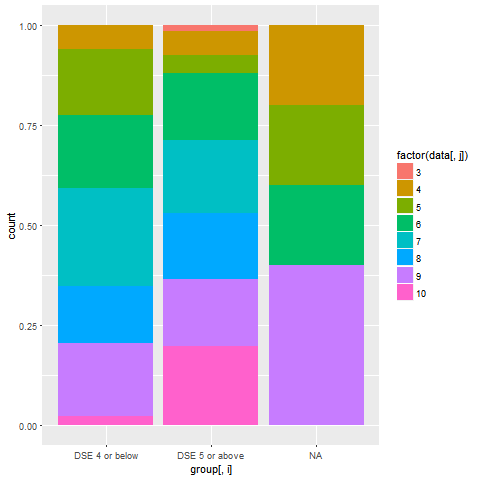 1.00
0.75
0.50
0.25
0.00
count
DSE 4 or below
DSE 5 or above
NA
group[, i]
factor(data[, j])
3
4
5
6
7
8
9
10